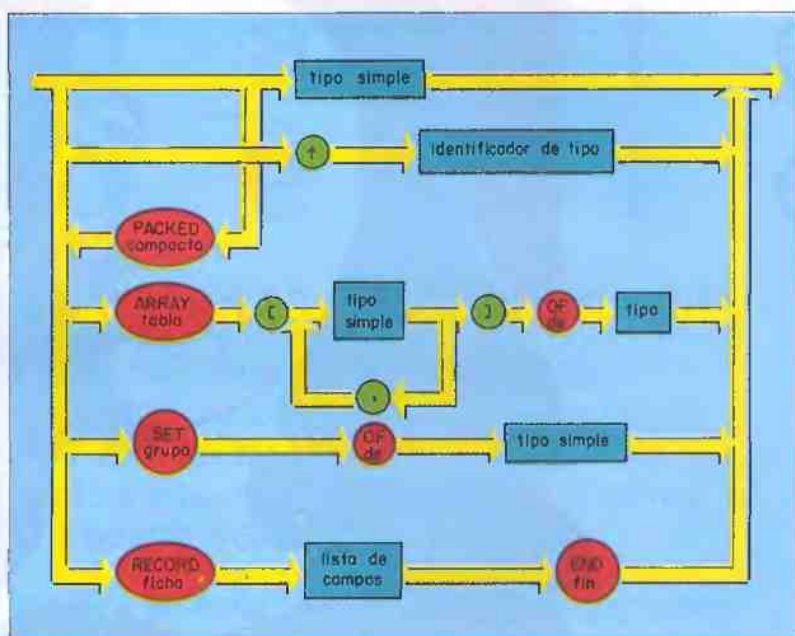 tipo simple
↑
identificador de tipo
PACKED
compacto
ARRAY
tabla
[
tipo
simple
]
OF
de
tipo
,
SET
grupo
OF
de
tipo simple
RECORD
ficha
lista de
campos
END
fin